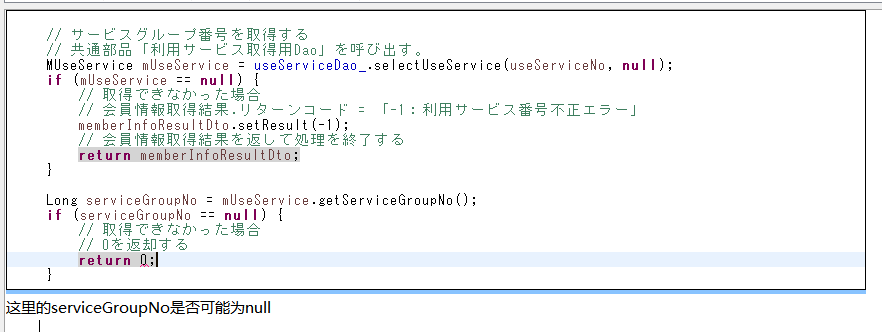 // サービスグループ番号を取得する
// 共通部品「利用サービス取得用Dao」を呼び出す。
MUseService mUseService = useServiceDao_.selectUseService(useServiceNo, null);
if (mUseService == null) {
// 取得できなかった場合
// 会員情報取得結果.リターンコード = 「-1：利用サービス番号不正エラー」
memberInfoResultDto.setResult(-1);
// 会員情報取得結果を返して処理を終了する
return memberInfoResultDto;
}
Long serviceGroupNo = mUseService.getServiceGroupNo();
if (serviceGroupNo == null) {
// 取得できなかった場合
// 0を返却する
return 0;
}
这里的serviceGroupNo是否可能为null